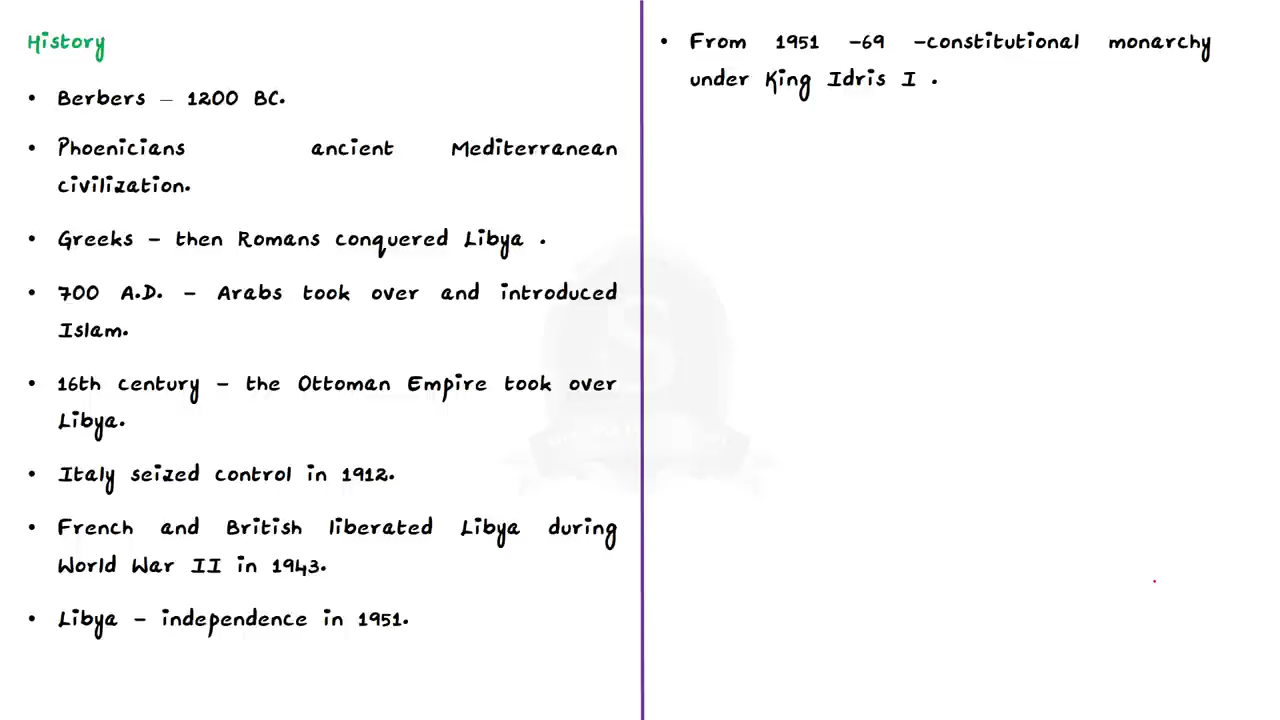 History
• Berbers – 1200 BC.
• Phoenicians ancient Mediterranean
civilization.
• Greeks – then Romans conquered Libya .
• 700 A.D. – Arabs took over and introduced
Islam.
• 16th century – the Ottoman Empire took over
Libya.
• Italy seized control in 1912.
• French and British liberated Libya during
World War II in 1943.
• Libya – independence in 1951.
• From 1951 -69 -constitutional monarchy
under King Idris I .